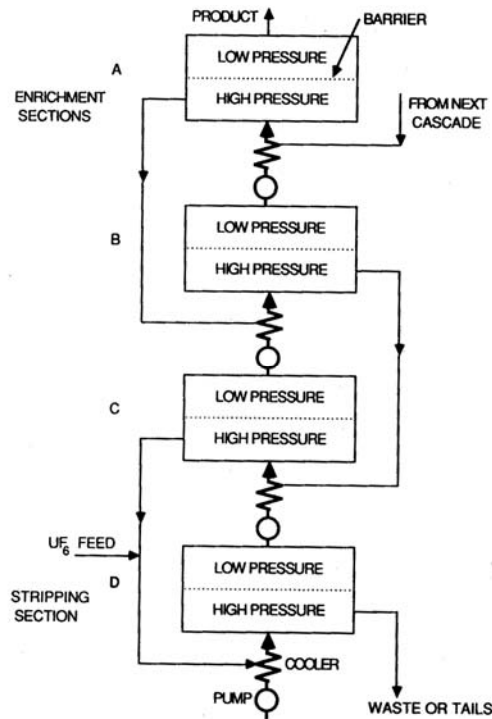 PRODUCT
BARRIER
A
LOW PRESSURE
HIGH PRESSURE
ENRICHMENT
SECTIONS
FROM NEXT
CASCADE
B
LOW PRESSURE
HIGH PRESSURE
C
LOW PRESSURE
HIGH PRESSURE
UF6 FEED
D
LOW PRESSURE
HIGH PRESSURE
STRIPPING
SECTION
COOLER
PUMP
WASTE OR TAILS